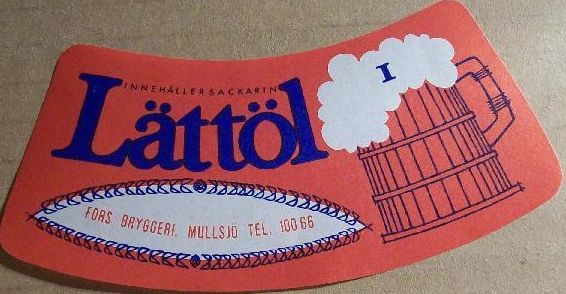 INNEHÅLLER SACKARIN
Lättöl
I
FORS BRYGGERI. MULLSJÖ TEL. 100 66